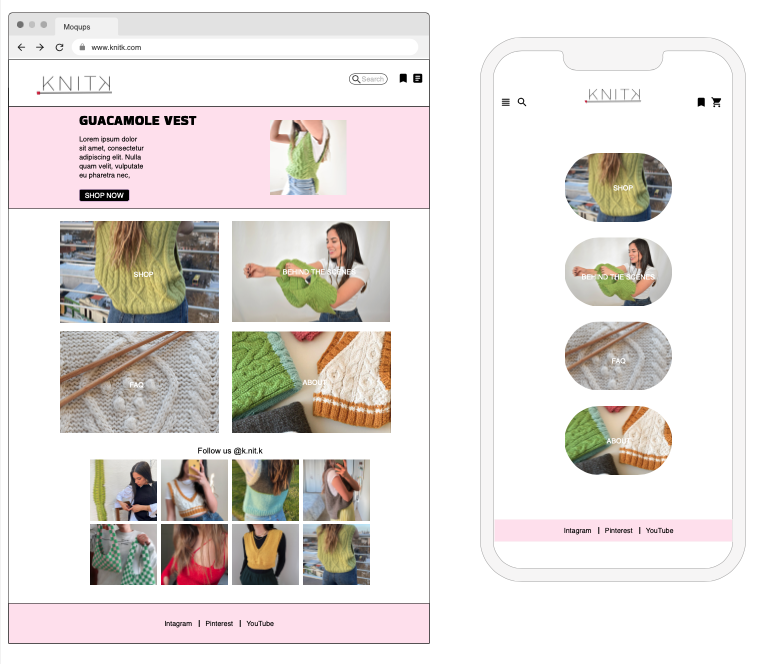 Moqups
www.knitk.com
KNITK
Search
GUACAMOLE VEST
Lorem ipsum dolor
sit amet, consectetur
adipiscing elit. Nulla
quam velit, vulputate
eu pharetra nec,
SHOP NOW
SHOP
BEHIND THE SCENES
FAQ
ABOUT
Follow us @k.nit.k
Intagram | Pinterest | YouTube
KNITK
SHOP
BEHIND THE SCENES
FAQ
ABOUT
Intagram | Pinterest | YouTube